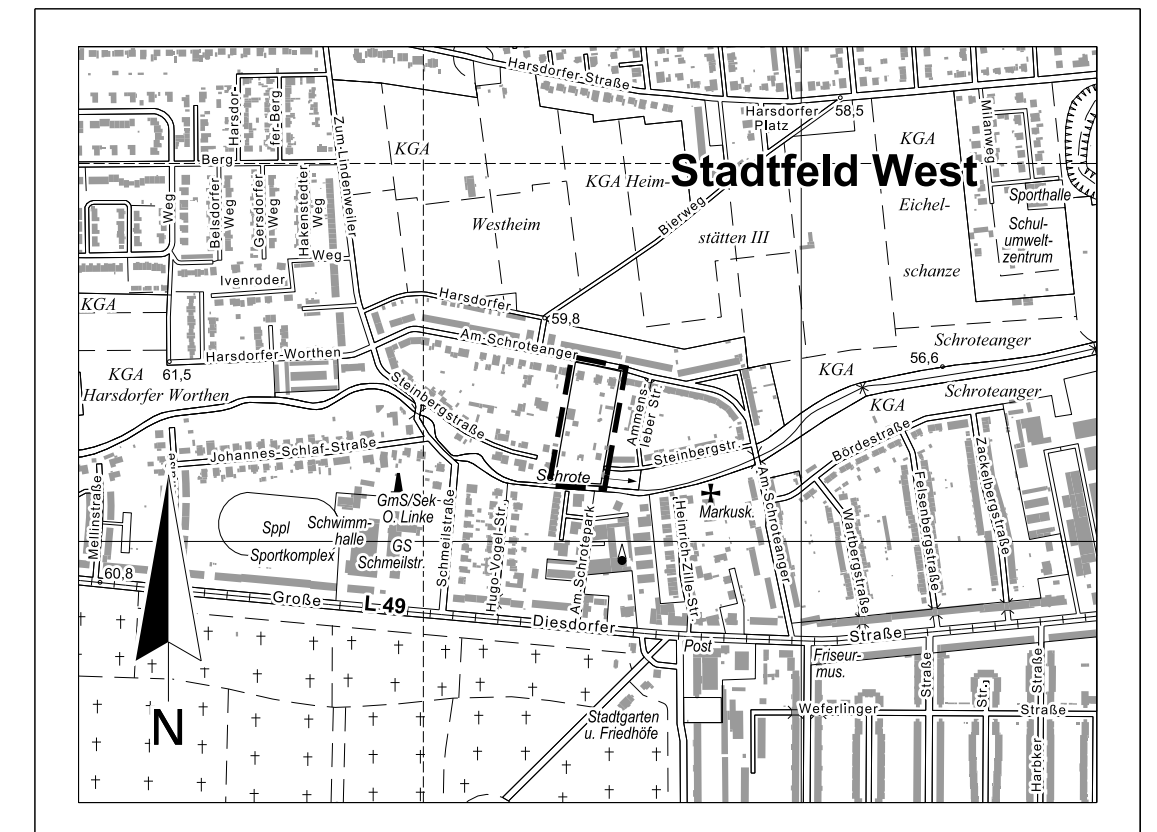 Harsdorfer-Straße
Harsdorfer
Platz
58,5
Milanweg
Harsdor-
fer-Berg
Zum-Lindenweiler
KGA
KGA
Berg
Stadtfeld West
KGA Heim-
Eichel-
Sporthalle
Weg
Belsdorfer
Weg
Gersdorfer
Weg
Hakenstedter
Weg
Westheim
Bierweg
stätten III
Schul-
umwelt-
zentrum
Weg
schanze
Ivenroder
KGA
Harsdorfer
59,8
Am-Schroteanger
Schroteanger
Harsdorfer-Worthen
56,6
61,5
KGA
Harsdorfer Worthen
KGA
Schroteanger
Steinbergstraße
Ammens-
leber Str.
KGA
Johannes-Schlaf-Straße
Steinbergstr.
Bördestraße
Zackelbergstraße
Felsenbergstraße
Schrote
Mellinstraße
GmS/Sek
O. Linke
Markusk.
Am-Schroteanger
Wartbergstraße
Sppl
Sportkomplex
Schwimm-
halle
GS
Schmeilstr.
Schmeilstraße
Hugo-Vogel-Str.
Am-Schrotepark
Heinrich-Zille-Str.
60,8
Große
L 49
Diesdorfer
Straße
Post
Friseur-
mus.
Straße
Straße
Stadtgarten
u. Friedhöfe
Weferlinger
Str.
Straße
Harbker
N